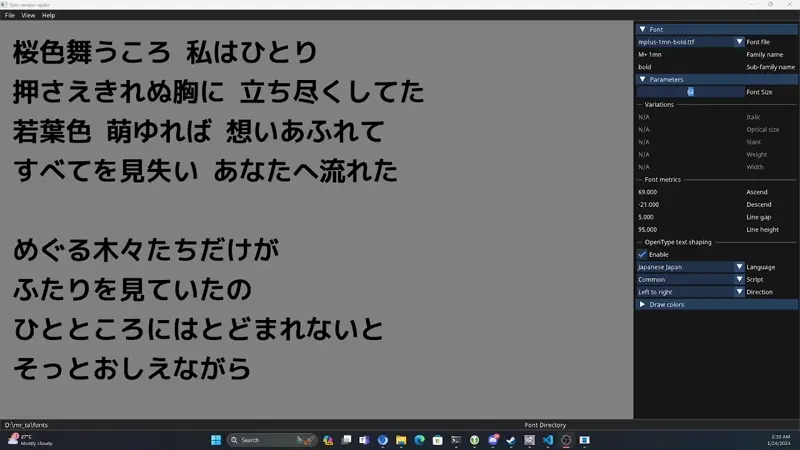 File View Help
桜色舞うころ 私はひとり
押さえきれぬ胸に 立ち尽くしてた
若葉色 萌ゆれば 想いあふれて
すべてを見失い あなたへ流れた
めぐる木々たちだけが
ふたりを見ていたの
ひとところにはとどまれないと
そっとおしえながら
Font
mplus-1mn-bold.ttf Font file
M+ 1mn Family name
bold Sub-family name
Parameters
64 Font Size
Variations
N/A Italic
N/A Optical size
N/A Slant
N/A Weight
N/A Width
Font metrics
69.000 Ascend
-21.000 Descend
5.000 Line gap
95.000 Line height
OpenType text shaping
Enable
Japanese Japan Language
Common Script
Left to right Direction
Draw colors
D:\mr_ta\fonts Font Directory
27°C
Mostly cloudy
Search
1/24/2024